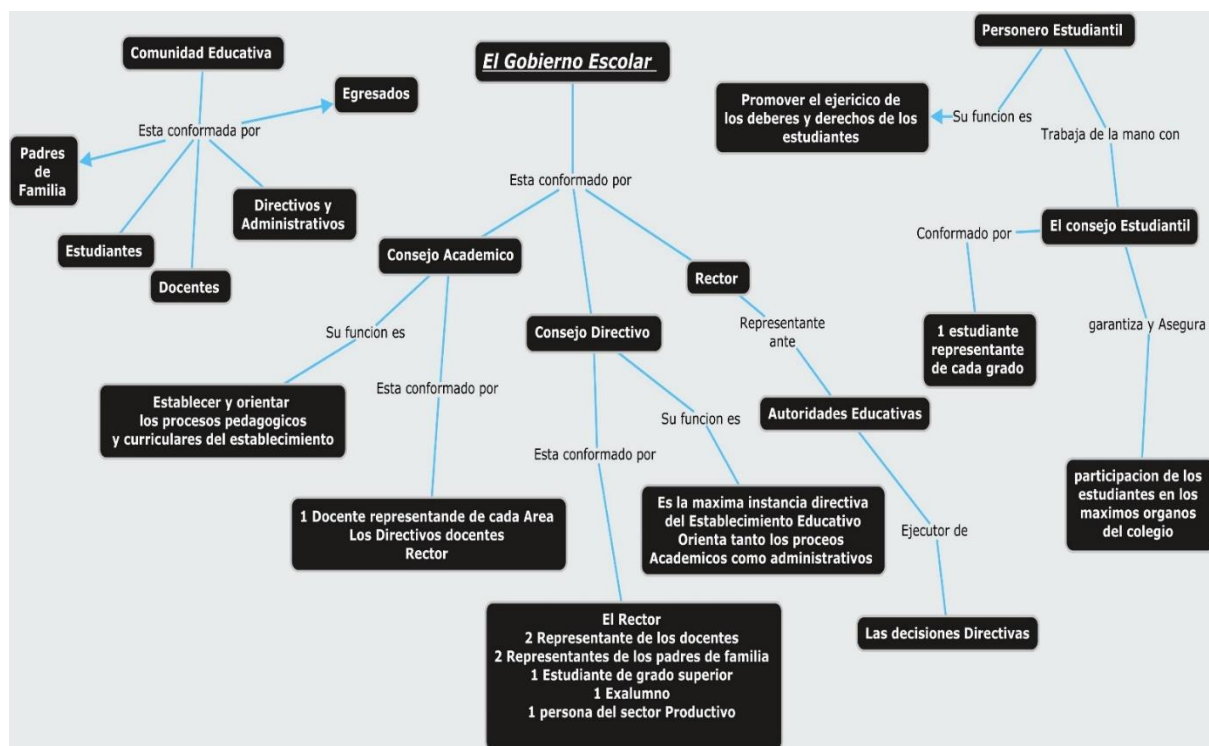 Comunidad Educativa
Esta conformada por
Egresados
Padres
de
Familia
Estudiantes
Docentes
Directivos y
Administrativos
El Gobierno Escolar
Esta conformado por
Consejo Academico
Su funcion es
Establecer y orientar
los procesos pedagogicos
y curriculares del establecimiento
Esta conformado por
1 Docente representande de cada Area
Los Directivos docentes
Rector
Consejo Directivo
Esta conformado por
El Rector
2 Representante de los docentes
2 Representantes de los padres de familia
1 Estudiante de grado superior
1 Exalumno
1 persona del sector Productivo
Su funcion es
Es la maxima instancia directiva
del Establecimiento Educativo
Orienta tanto los proceos
Academicos como administrativos
Rector
Representante
ante
Autoridades Educativas
Ejecutor de
Las decisiones Directivas
Personero Estudiantil
Su funcion es
Promover el ejericico de
los deberes y derechos de los
estudiantes
Trabaja de la mano con
El consejo Estudiantil
Conformado por
1 estudiante
representante
de cada grado
garantiza y Asegura
participacion de los
estudiantes en los
maximos organos
del colegio